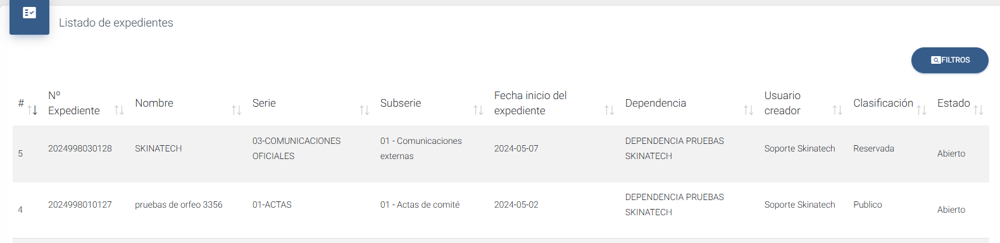 Listado de expedientes
FILTROS
# Nº Expediente Nombre Serie Subserie Fecha inicio del expediente Dependencia Usuario creador Clasificación Estado
5 2024998030128 SKINATECH 03-COMUNICACIONES OFICIALES 01 - Comunicaciones externas 2024-05-07 DEPENDENCIA PRUEBAS SKINATECH Soporte Skinatech Reservada Abierto
4 2024998010127 pruebas de orfeo 3356 01-ACTAS 01 - Actas de comité 2024-05-02 DEPENDENCIA PRUEBAS SKINATECH Soporte Skinatech Publico Abierto